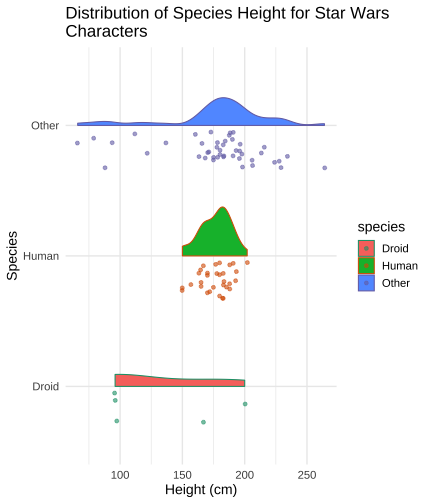 Distribution of Species Height for Star Wars
Characters
Other
Human
Droid
Species
100
150
200
250
Height (cm)
species
Droid
Human
Other